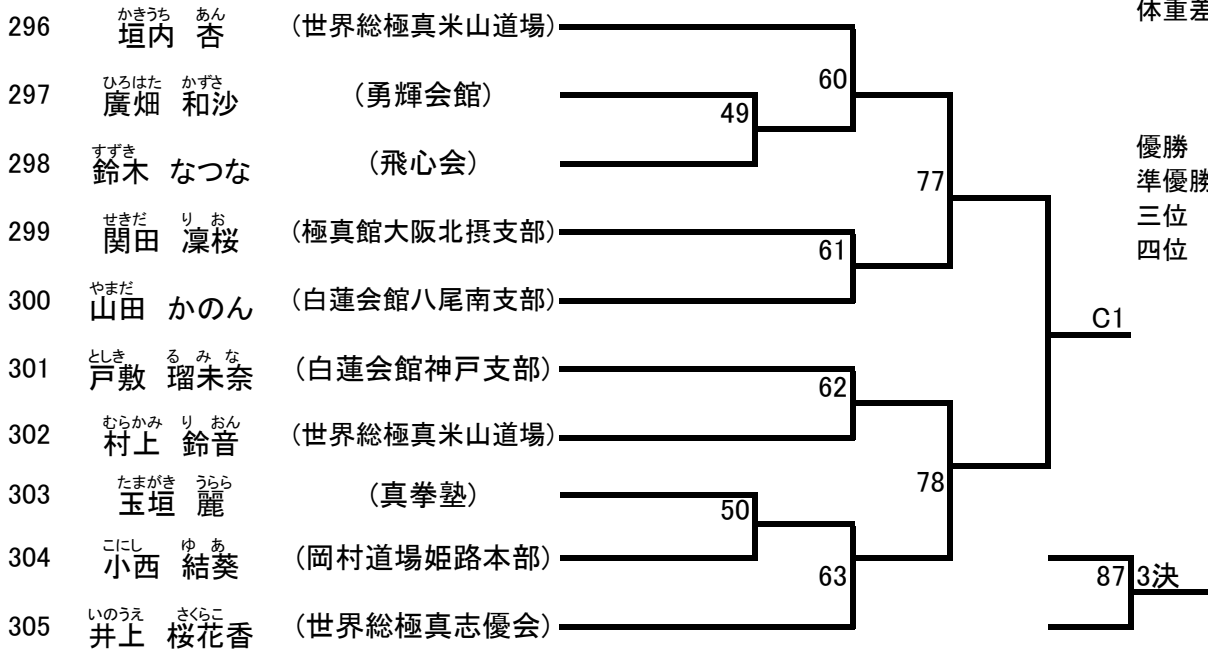 体重差
かきうち あん
296 垣内 杏 (世界総極真米山道場)
60
ひろはた かずさ
297 廣畑 和沙 (勇輝会館)
49
優勝
すずき
298 鈴木 なつな (飛心会)
77
準優勝
三位
せきだ り お
299 関田 凛桜 (極真館大阪北摂支部)
61
四位
やまだ
300 山田 かのん (白蓮会館八尾南支部)
C1
としき る み な
301 戸敷 瑠未奈 (白蓮会館神戸支部)
62
むらかみ り おん
302 村上 鈴音 (世界総極真米山道場)
78
たまがき うらら
303 玉垣 麗 (真拳塾)
50
こにし ゆ あ
304 小西 結葵 (岡村道場姫路本部)
63
87 3決
いのうえ さくらこ
305 井上 桜花香 (世界総極真志優会)